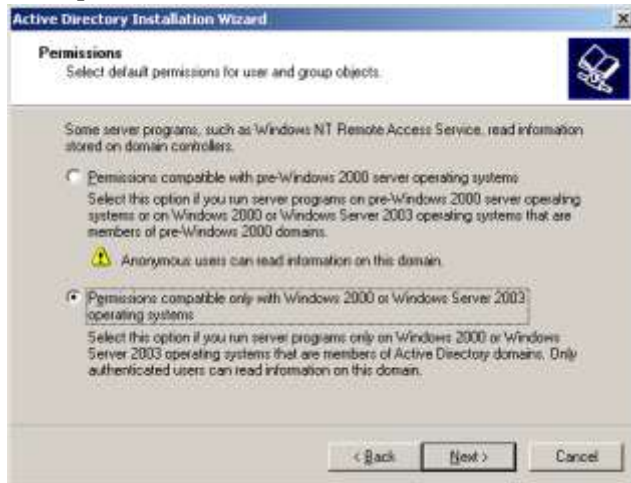 Active Directory Installation Wizard
Permissions
Select default permissions for user and group objects.
Some server programs, such as Windows NT Remote Access Service, read information
stored on domain controllers.
Permissions compatible with pre-Windows 2000 server operating systems
Select this option if you run server programs on pre-Windows 2000 server operating
systems or on Windows 2000 or Windows Server 2003 operating systems that are
members of pre-Windows 2000 domains.
Anonymous users can read information on this domain.
Permissions compatible only with Windows 2000 or Windows Server 2003
operating systems
Select this option if you run server programs only on Windows 2000 or Windows
Server 2003 operating systems that are members of Active Directory domains. Only
authenticated users can read information on this domain.
< Back
Next >
Cancel